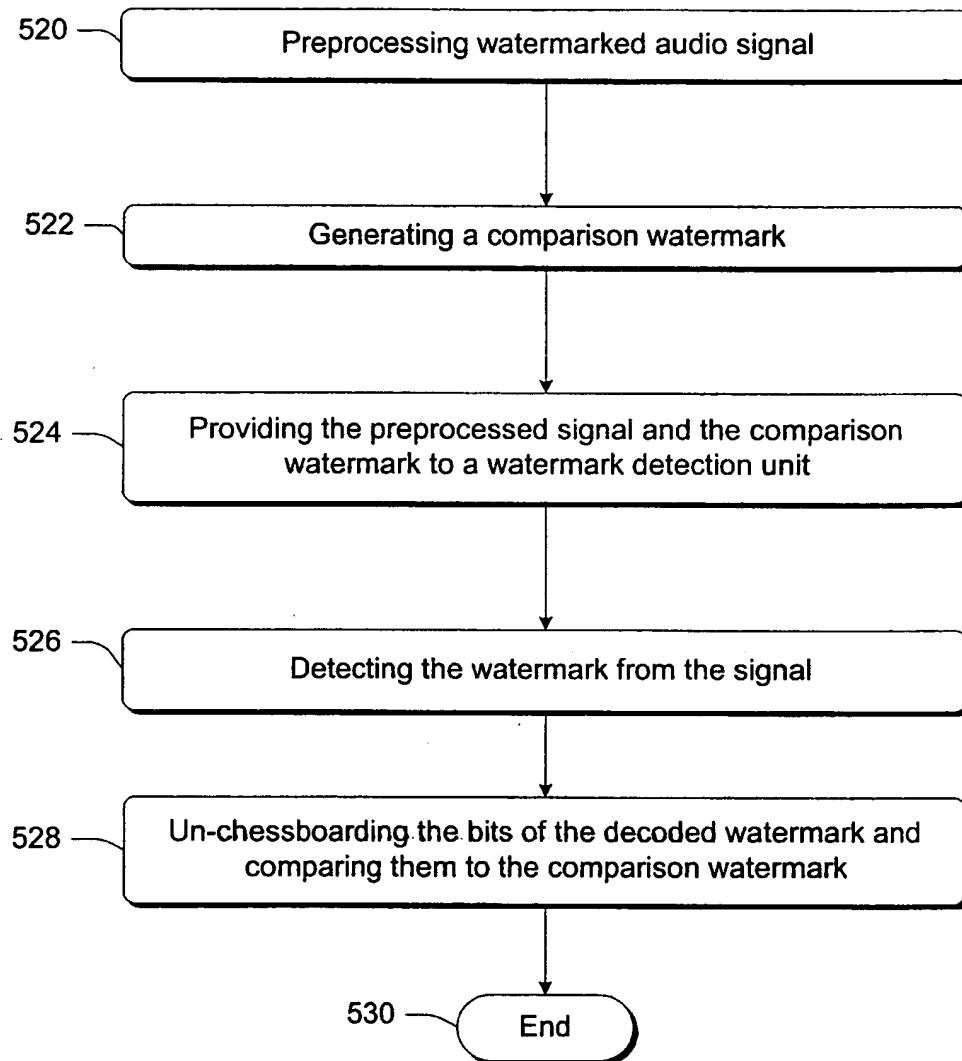 520
Preprocessing watermarked audio signal
522
Generating a comparison watermark
524
Providing the preprocessed signal and the comparison
watermark to a watermark detection unit
526
Detecting the watermark from the signal
528
Un-chessboarding the bits of the decoded watermark and
comparing them to the comparison watermark
530
End